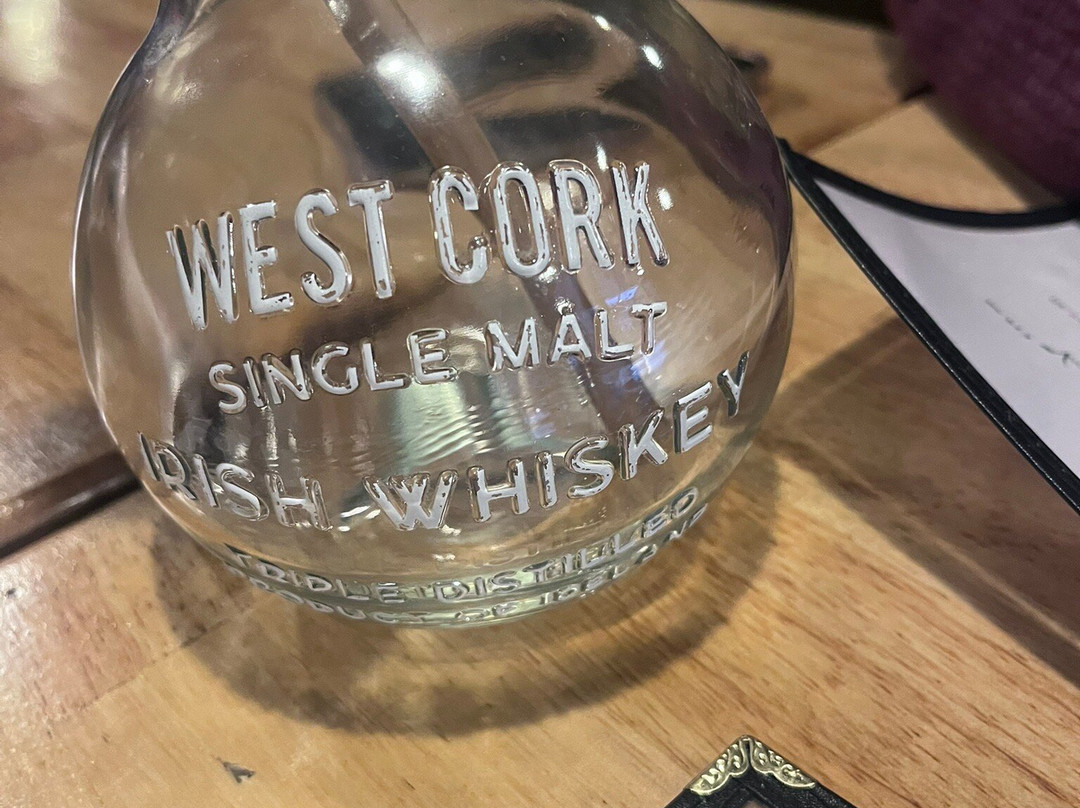 WEST CORK
SINGLE MALT
IRISH WHISKEY
TRIPLE DISTILLED
PRODUCT OF IRELAND